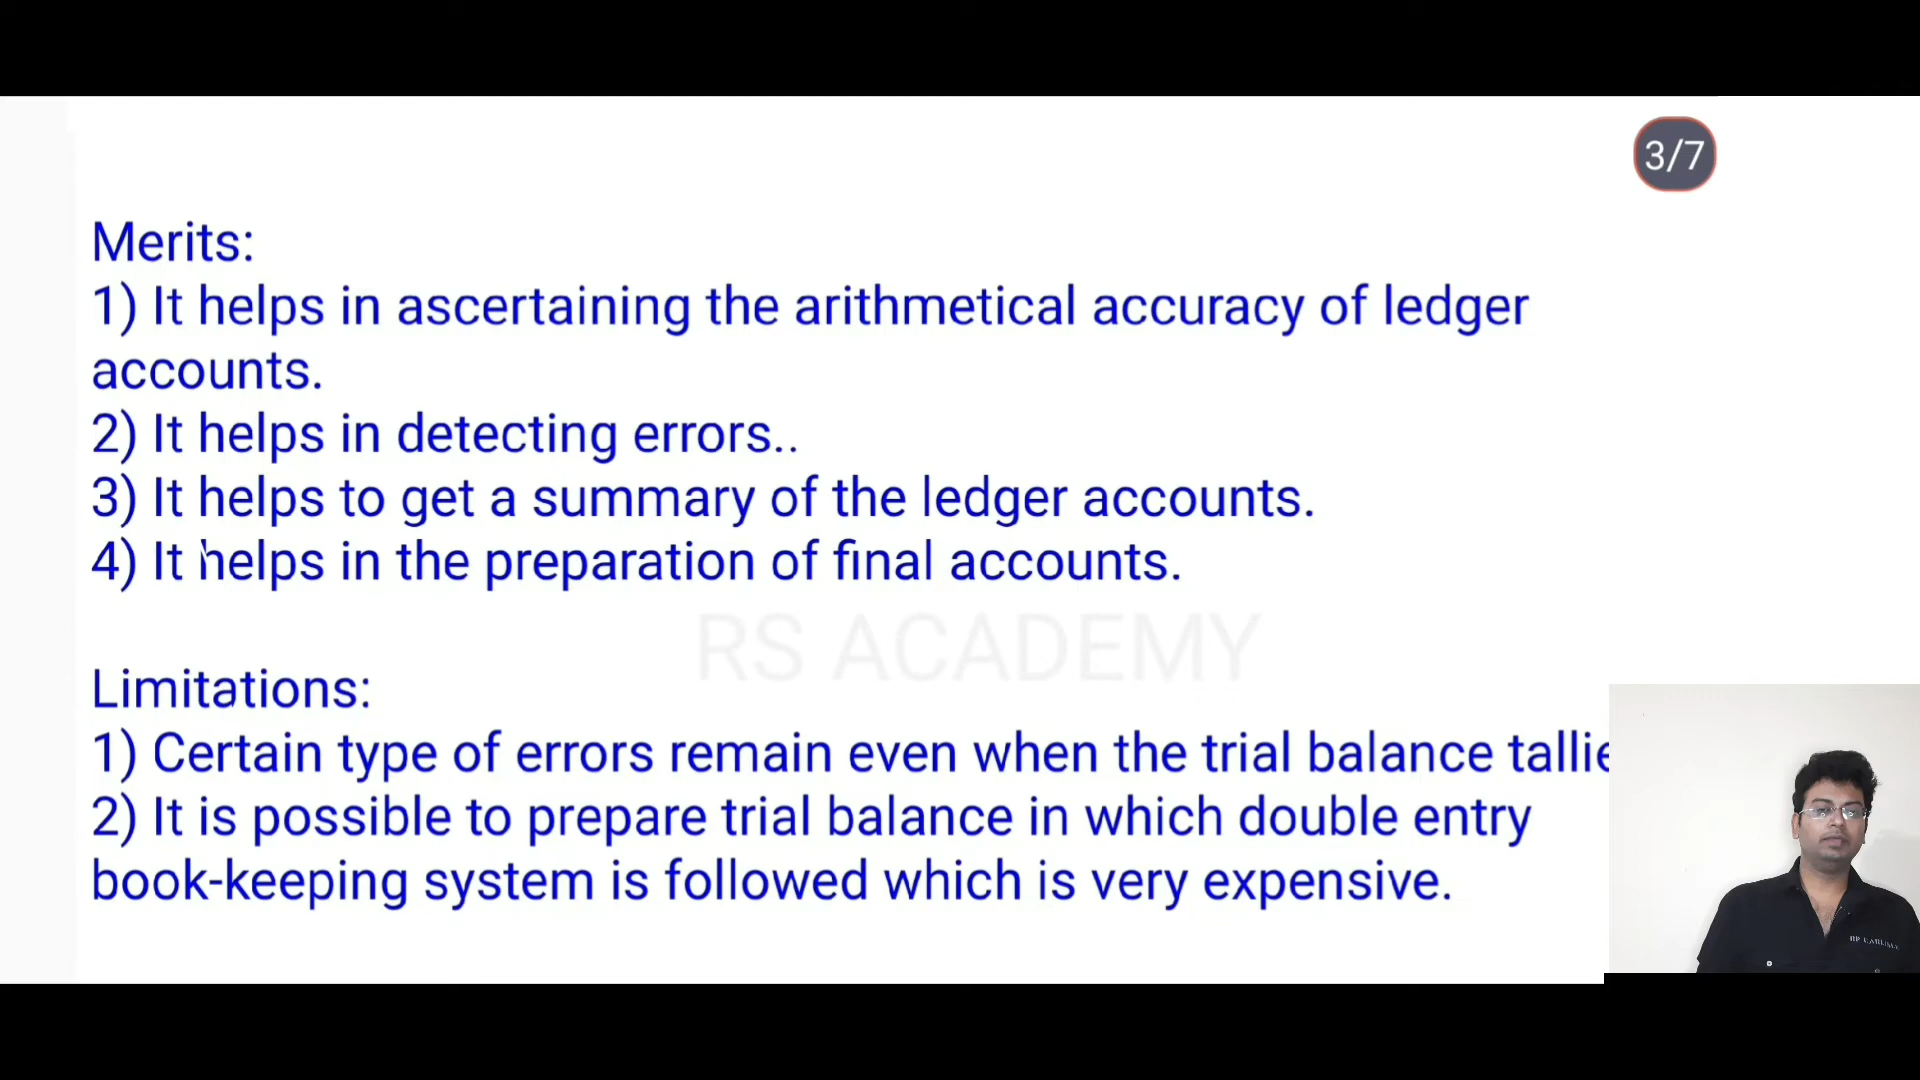 3/7
Merits:
1) It helps in ascertaining the arithmetical accuracy of ledger
accounts.
2) It helps in detecting errors..
3) It helps to get a summary of the ledger accounts.
4) It helps in the preparation of final accounts.
RS ACADEMY
Limitations:
1) Certain type of errors remain even when the trial balance tallie
2) It is possible to prepare trial balance in which double entry
book-keeping system is followed which is very expensive.